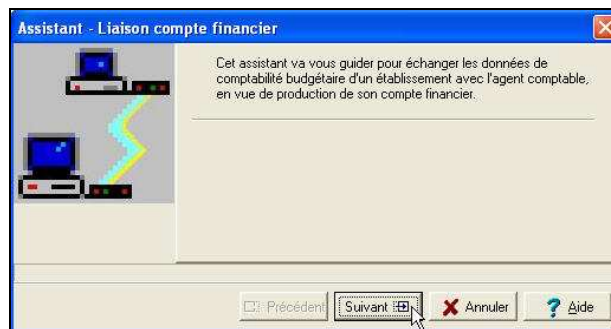 Assistant - Liaison compte financier
Cet assistant va vous guider pour échanger les données de
comptabilité budgétaire d'un établissement avec l'agent comptable,
en vue de production de son compte financier.
Précédent Suivant Annuler Aide